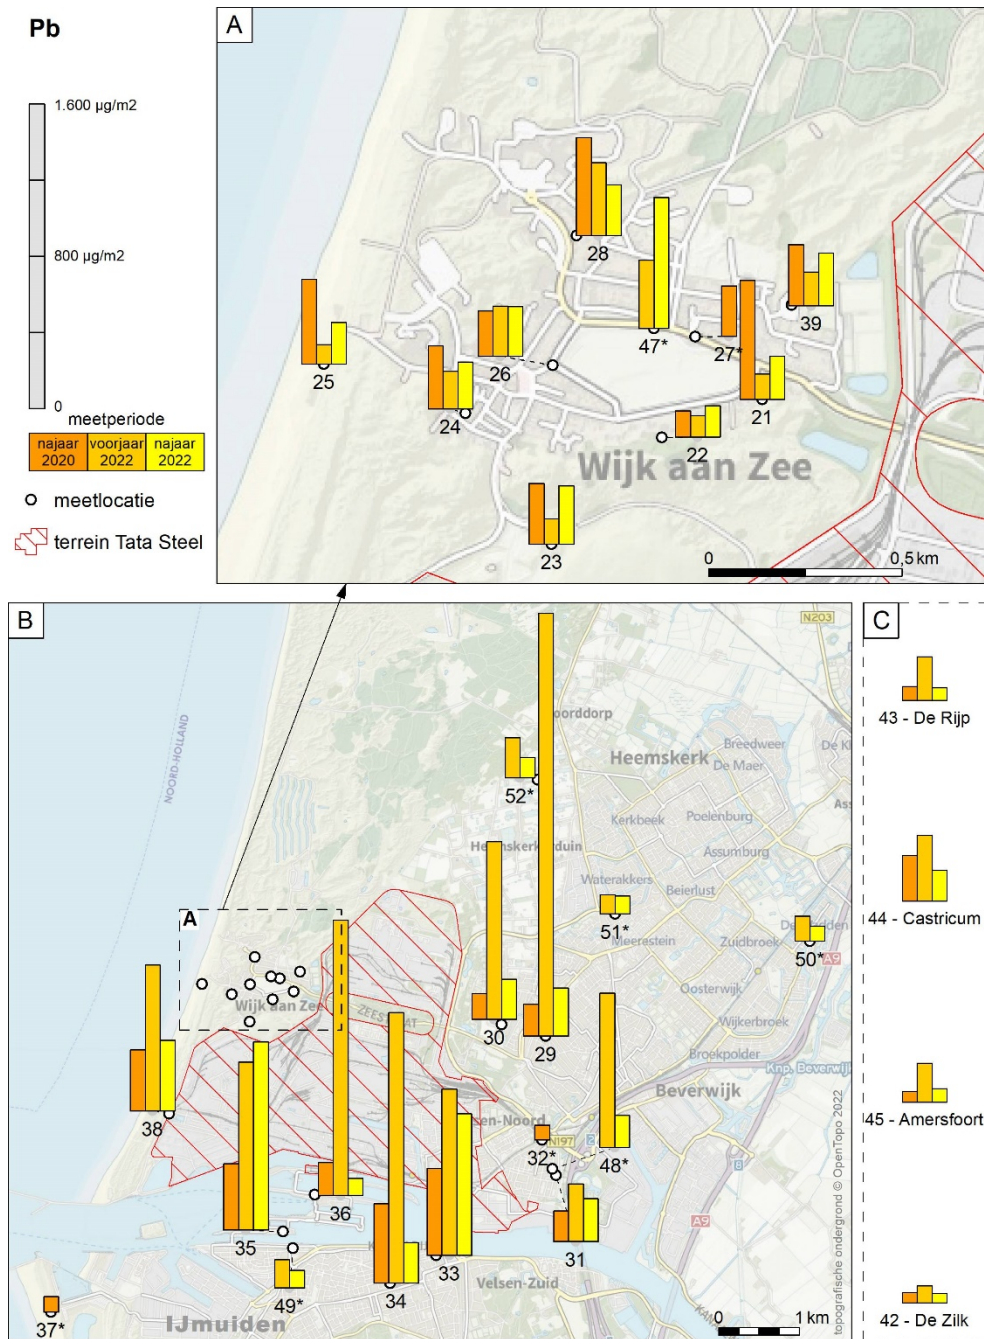 Pb
1.600 µg/m2
800 µg/m2
0
meetperiode
najaar 2020
voorjaar 2022
najaar 2022
meetlocatie
terrein Tata Steel
A
28
47*
27*
39
25
26
24
21
22
23
Wijk aan Zee
0
0,5 km
B
N203
NOORD-HOLLAND
Heemskerk
Breedweer
De Maer
52*
Kerkbeek
Poelenburg
Assumburg
Waterakkers
Beierlust
51*
Meerestein
Zuidbroek
50*
A9
A
Wijk aan Zee
ZEESTRAAT
Oosterwijk
30
29
Wijkerbroek
Broekpolder
Knp. Beverwijk
Beverwijk
38
N197
32*
48*
36
35
31
A9
33
34
49*
Velsen-Zuid
37*
IJmuiden
0
1 km
topografische ondergrond © OpenTopo 2022
C
43 - De Rijp
44 - Castricum
45 - Amersfoort
42 - De Zilk